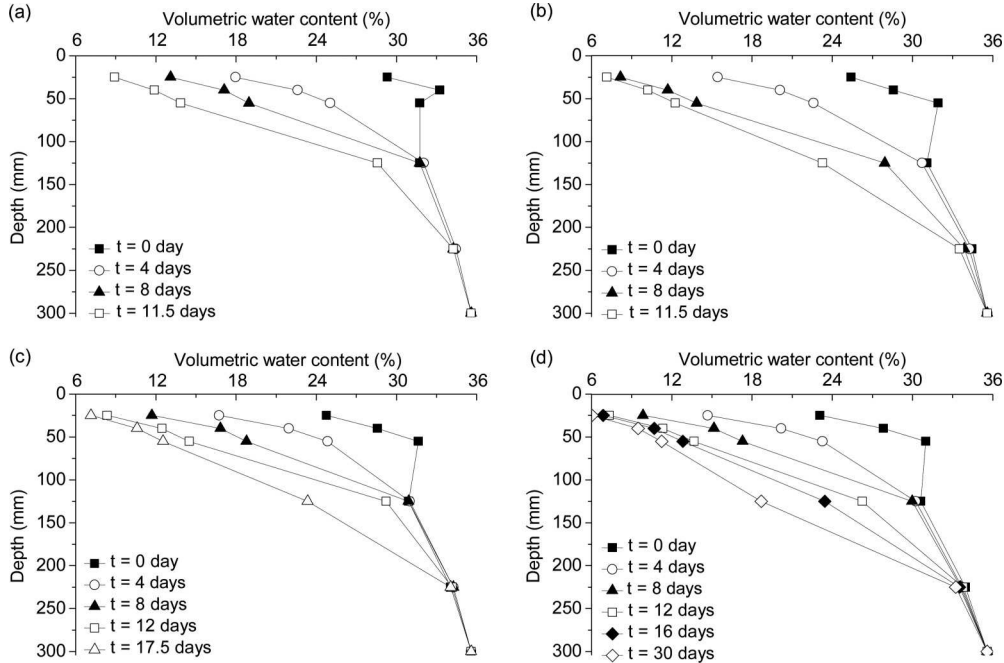 (a)
Volumetric water content (%)
6 12 18 24 30 36
0
50
100
150
200
250
300
Depth (mm)
t = 0 day
t = 4 days
t = 8 days
t = 11.5 days
(b)
Volumetric water content (%)
6 12 18 24 30 36
0
50
100
150
200
250
300
Depth (mm)
t = 0 day
t = 4 days
t = 8 days
t = 11.5 days
(c)
Volumetric water content (%)
6 12 18 24 30 36
0
50
100
150
200
250
300
Depth (mm)
t = 0 day
t = 4 days
t = 8 days
t = 12 days
t = 17.5 days
(d)
Volumetric water content (%)
6 12 18 24 30 36
0
50
100
150
200
250
300
Depth (mm)
t = 0 day
t = 4 days
t = 8 days
t = 12 days
t = 16 days
t = 30 days